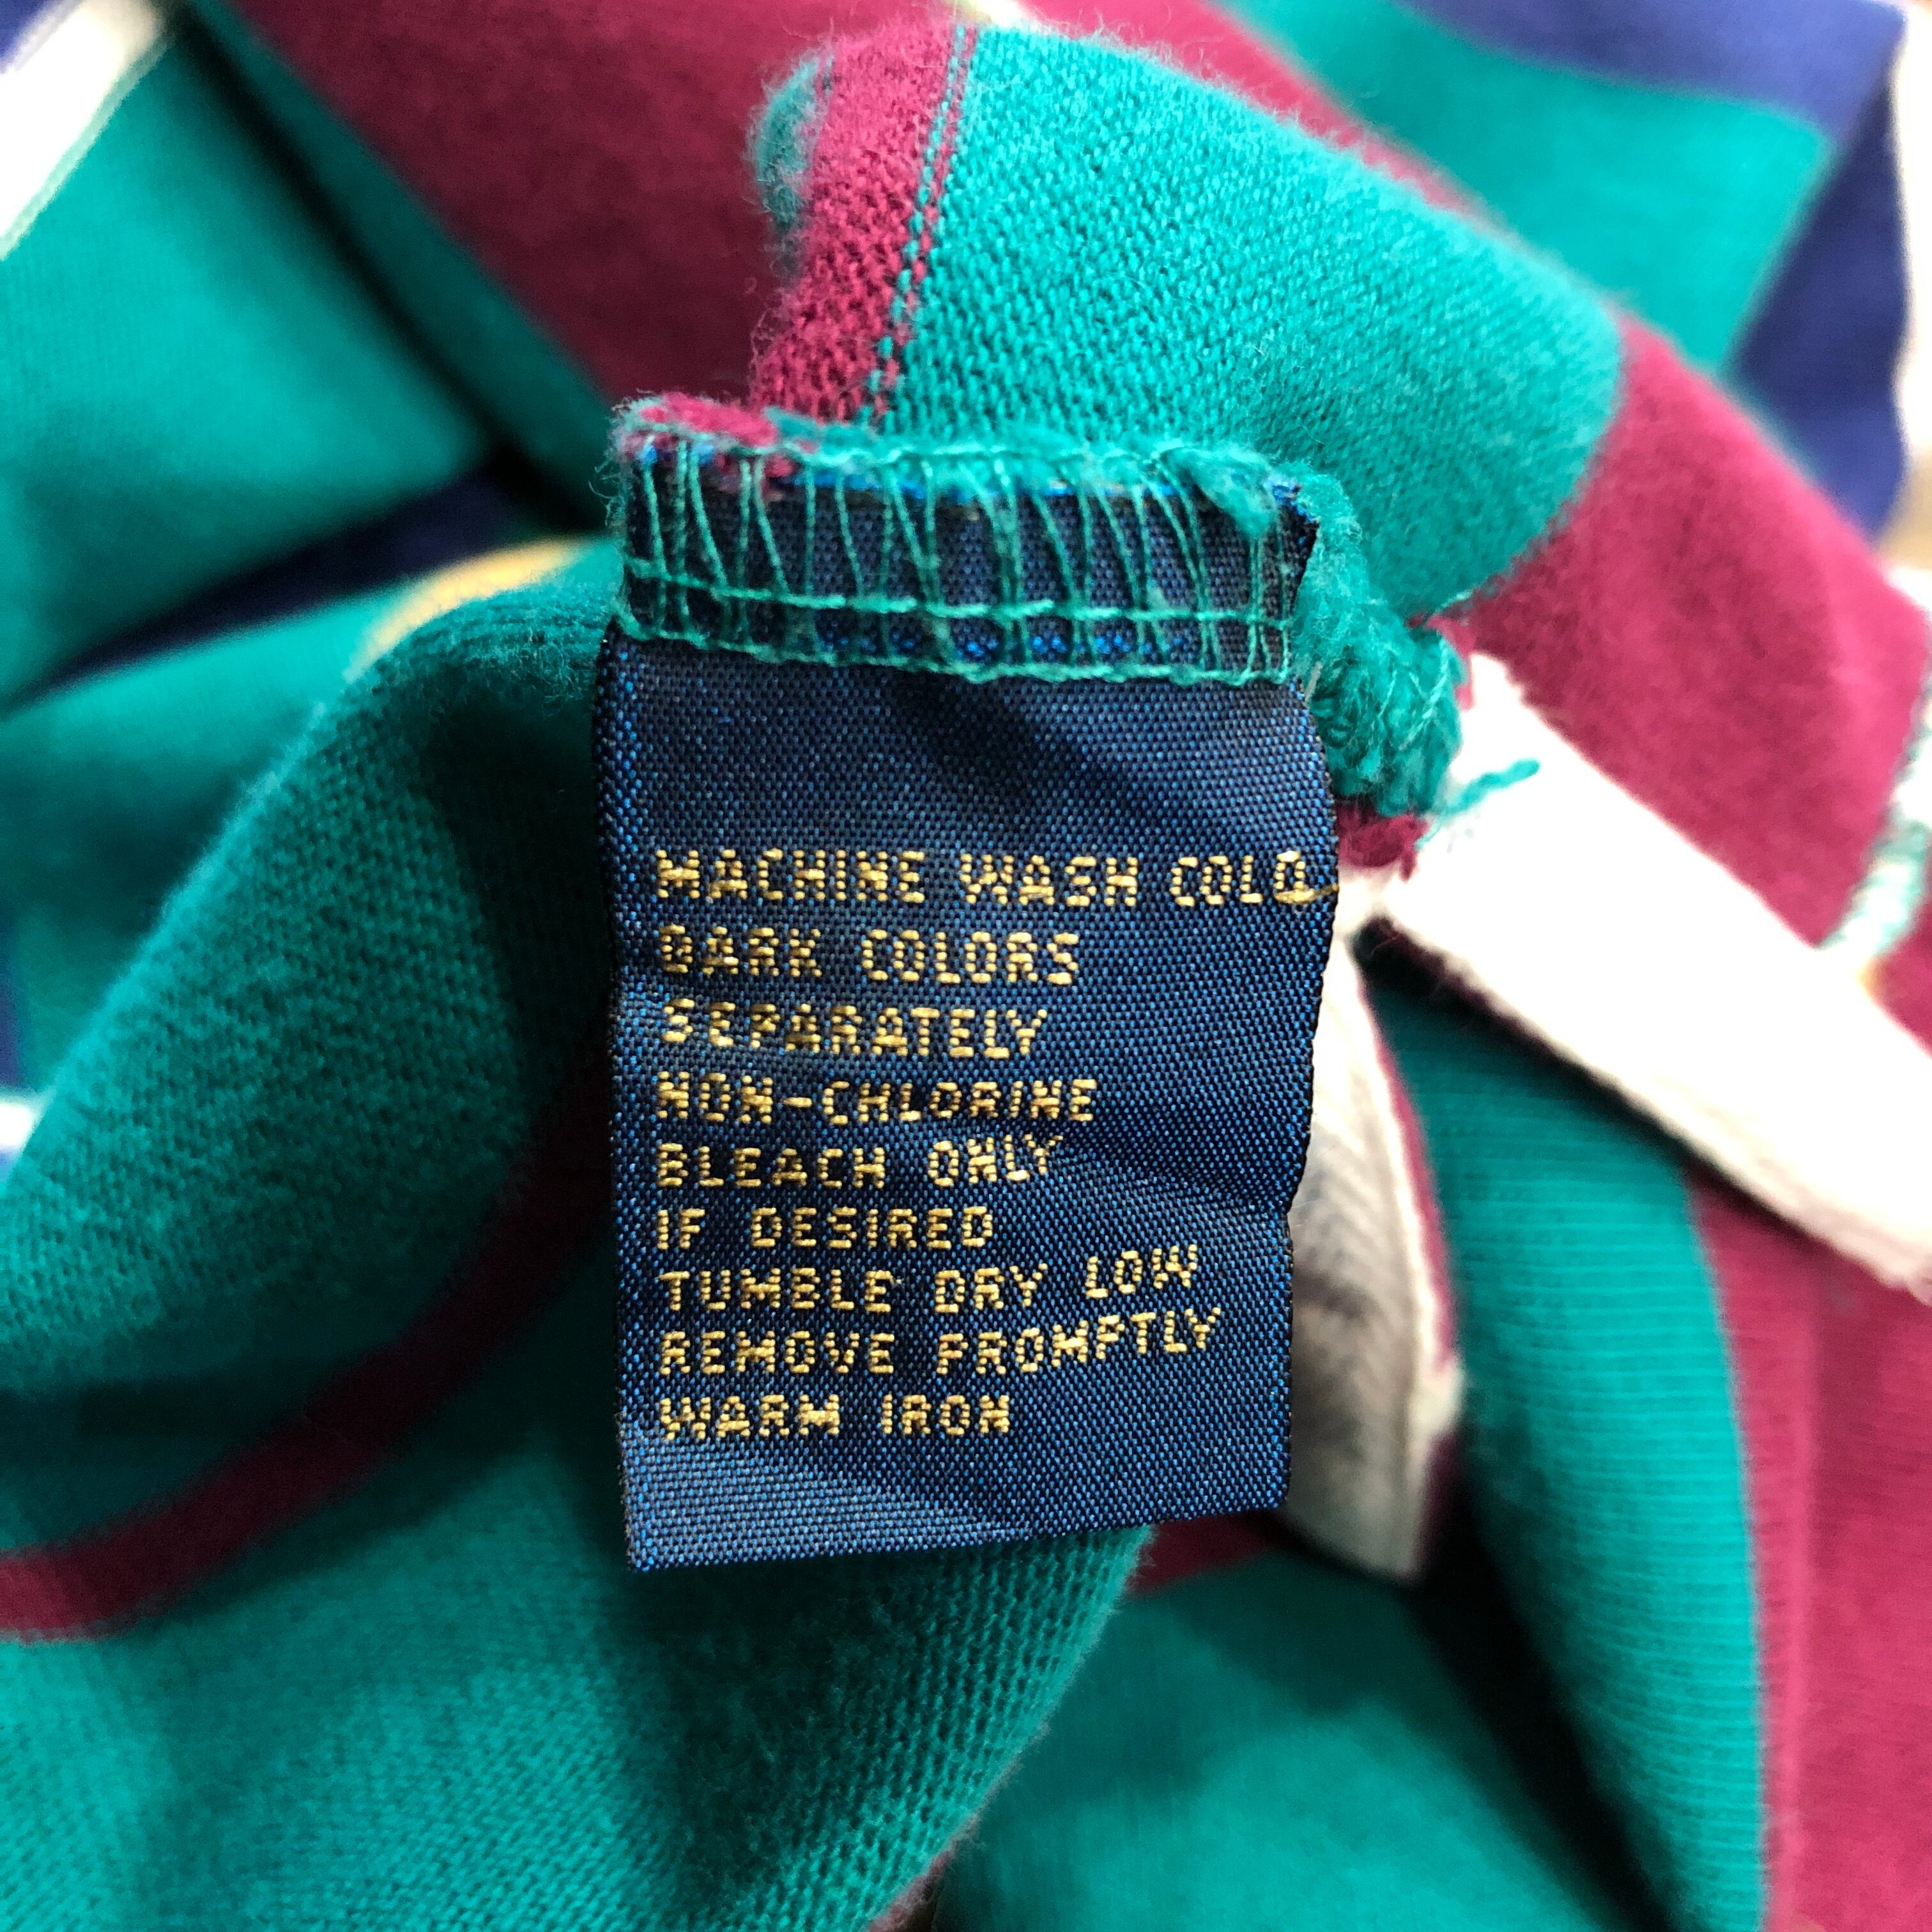 MACHINE WASH COLD
DARK COLORS
SEPARATELY
NON-CHLORINE
BLEACH ONLY
IF DESIRED
TUMBLE DRY LOW
REMOVE PROMPTLY
WARM IRON